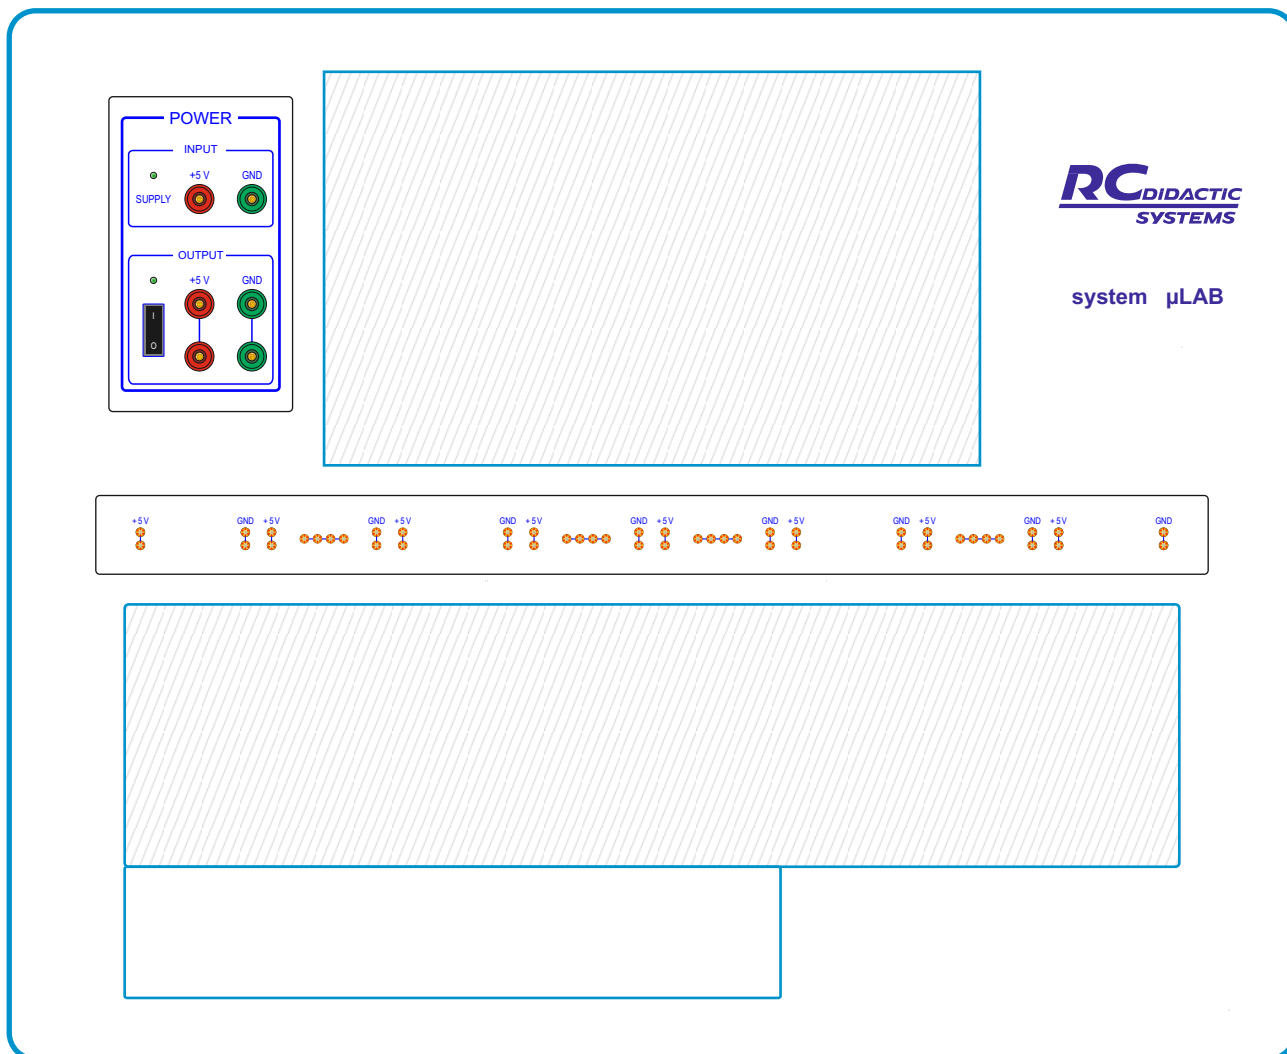 POWER
INPUT
+5 V GND
SUPPLY
OUTPUT
+5 V GND
I
O
RC DIDACTIC
SYSTEMS
system µLAB
+5V GND +5V GND +5V GND +5V GND +5V GND +5V GND +5V GND +5V GND